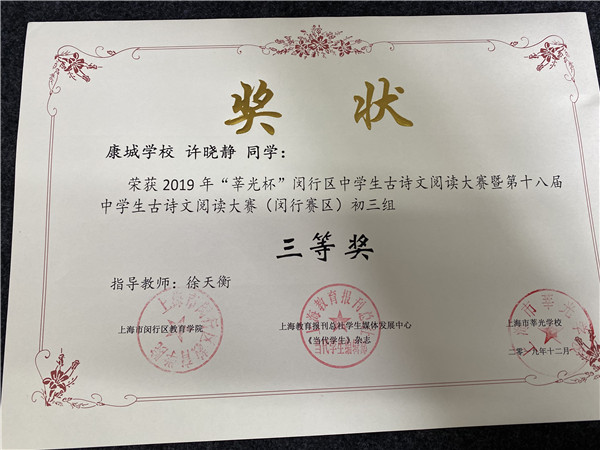 奖 状
康城学校 许晓静 同学：
荣获2019年“莘光杯”闵行区中学生古诗文阅读大赛暨第十八届
中学生古诗文阅读大赛（闵行赛区）初三组
三等奖
指导教师：徐天衡
上海市闵行区教育学院
上海教育报刊总社学生媒体发展中心
《当代学生》杂志
上海市莘光学校
二〇一九年十二月